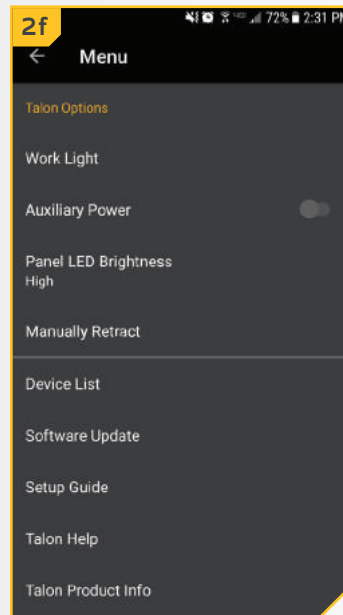 2f
72% 2:31 PM
Menu
Talon Options
Work Light
Auxiliary Power
Panel LED Brightness
High
Manually Retract
Device List
Software Update
Setup Guide
Talon Help
Talon Product Info